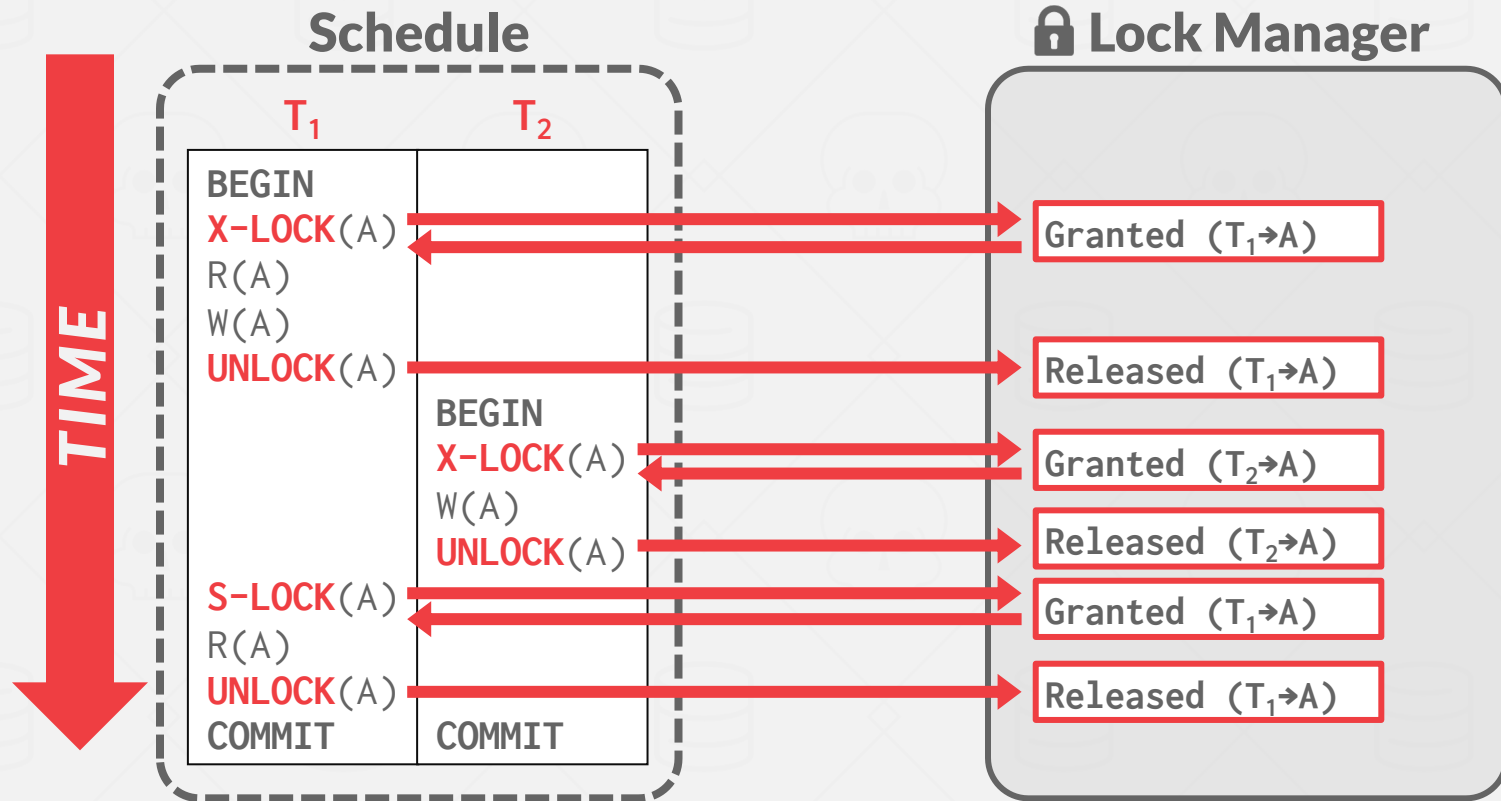 Schedule
Lock Manager
TIME
T₁ T₂
BEGIN
X-LOCK(A)
R(A)
W(A)
UNLOCK(A)
BEGIN
X-LOCK(A)
W(A)
UNLOCK(A)
S-LOCK(A)
R(A)
UNLOCK(A)
COMMIT COMMIT
Granted (T₁→A)
Released (T₁→A)
Granted (T₂→A)
Released (T₂→A)
Granted (T₁→A)
Released (T₁→A)